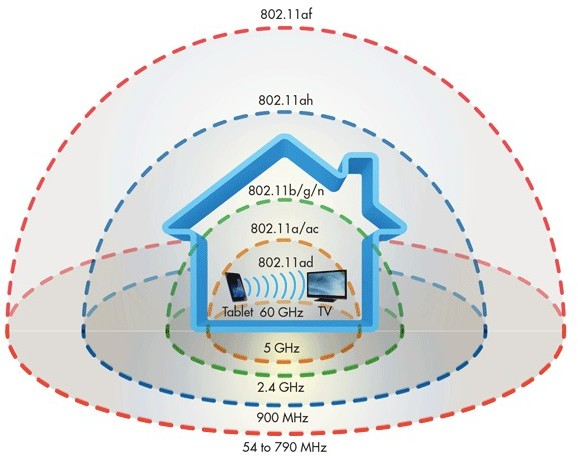 802.11af
802.11ah
802.11b/g/n
802.11a/ac
802.11ad
Tablet 60 GHz TV
5 GHz
2.4 GHz
900 MHz
54 to 790 MHz